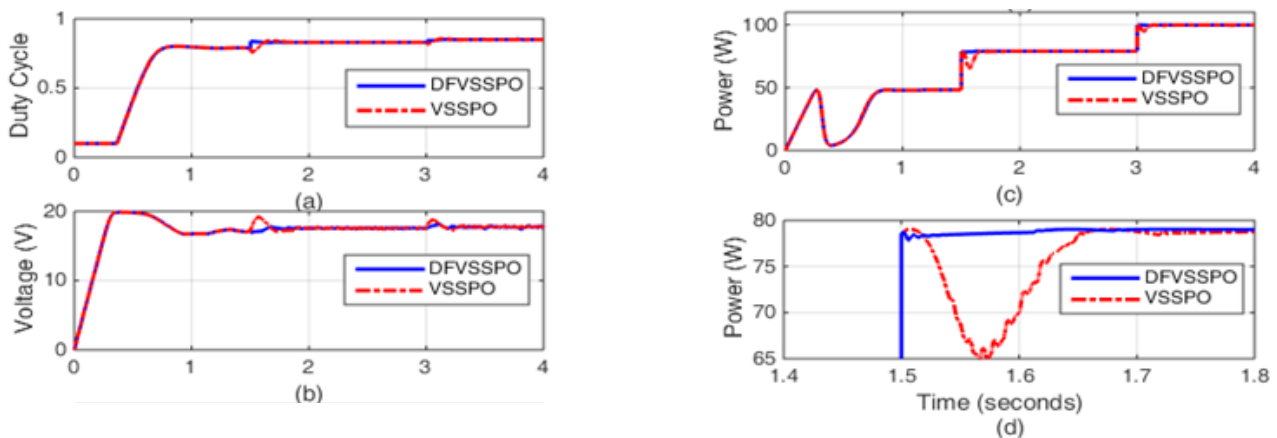 1
0.5
0
Duty Cycle
DFVSSPO
VSSPO
0 1 2 3 4
(a)
20
10
0
Voltage (V)
DFVSSPO
VSSPO
0 1 2 3 4
(b)
100
50
0
Power (W)
DFVSSPO
VSSPO
0 1 2 3 4
(c)
80
75
70
65
Power (W)
DFVSSPO
VSSPO
1.4 1.5 1.6 1.7 1.8
Time (seconds)
(d)